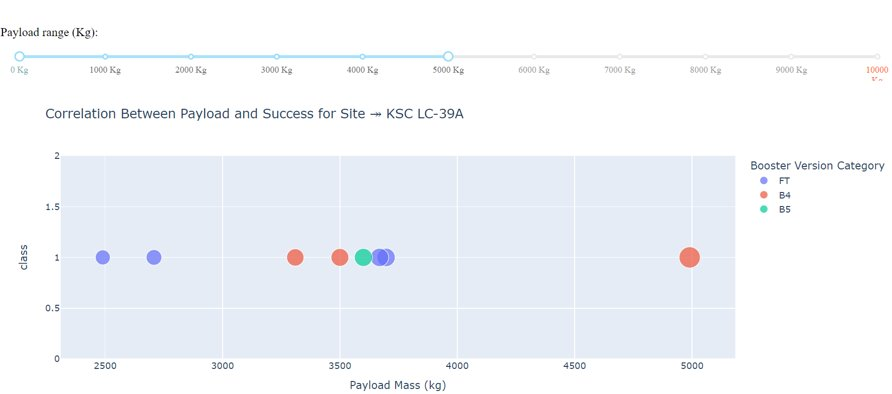 Payload range (Kg):
0 Kg 1000 Kg 2000 Kg 3000 Kg 4000 Kg 5000 Kg 6000 Kg 7000 Kg 8000 Kg 9000 Kg 10000
Correlation Between Payload and Success for Site ↠ KSC LC-39A
Booster Version Category
FT
B4
B5
2
1.5
1
0.5
0
class
2500 3000 3500 4000 4500 5000
Payload Mass (kg)